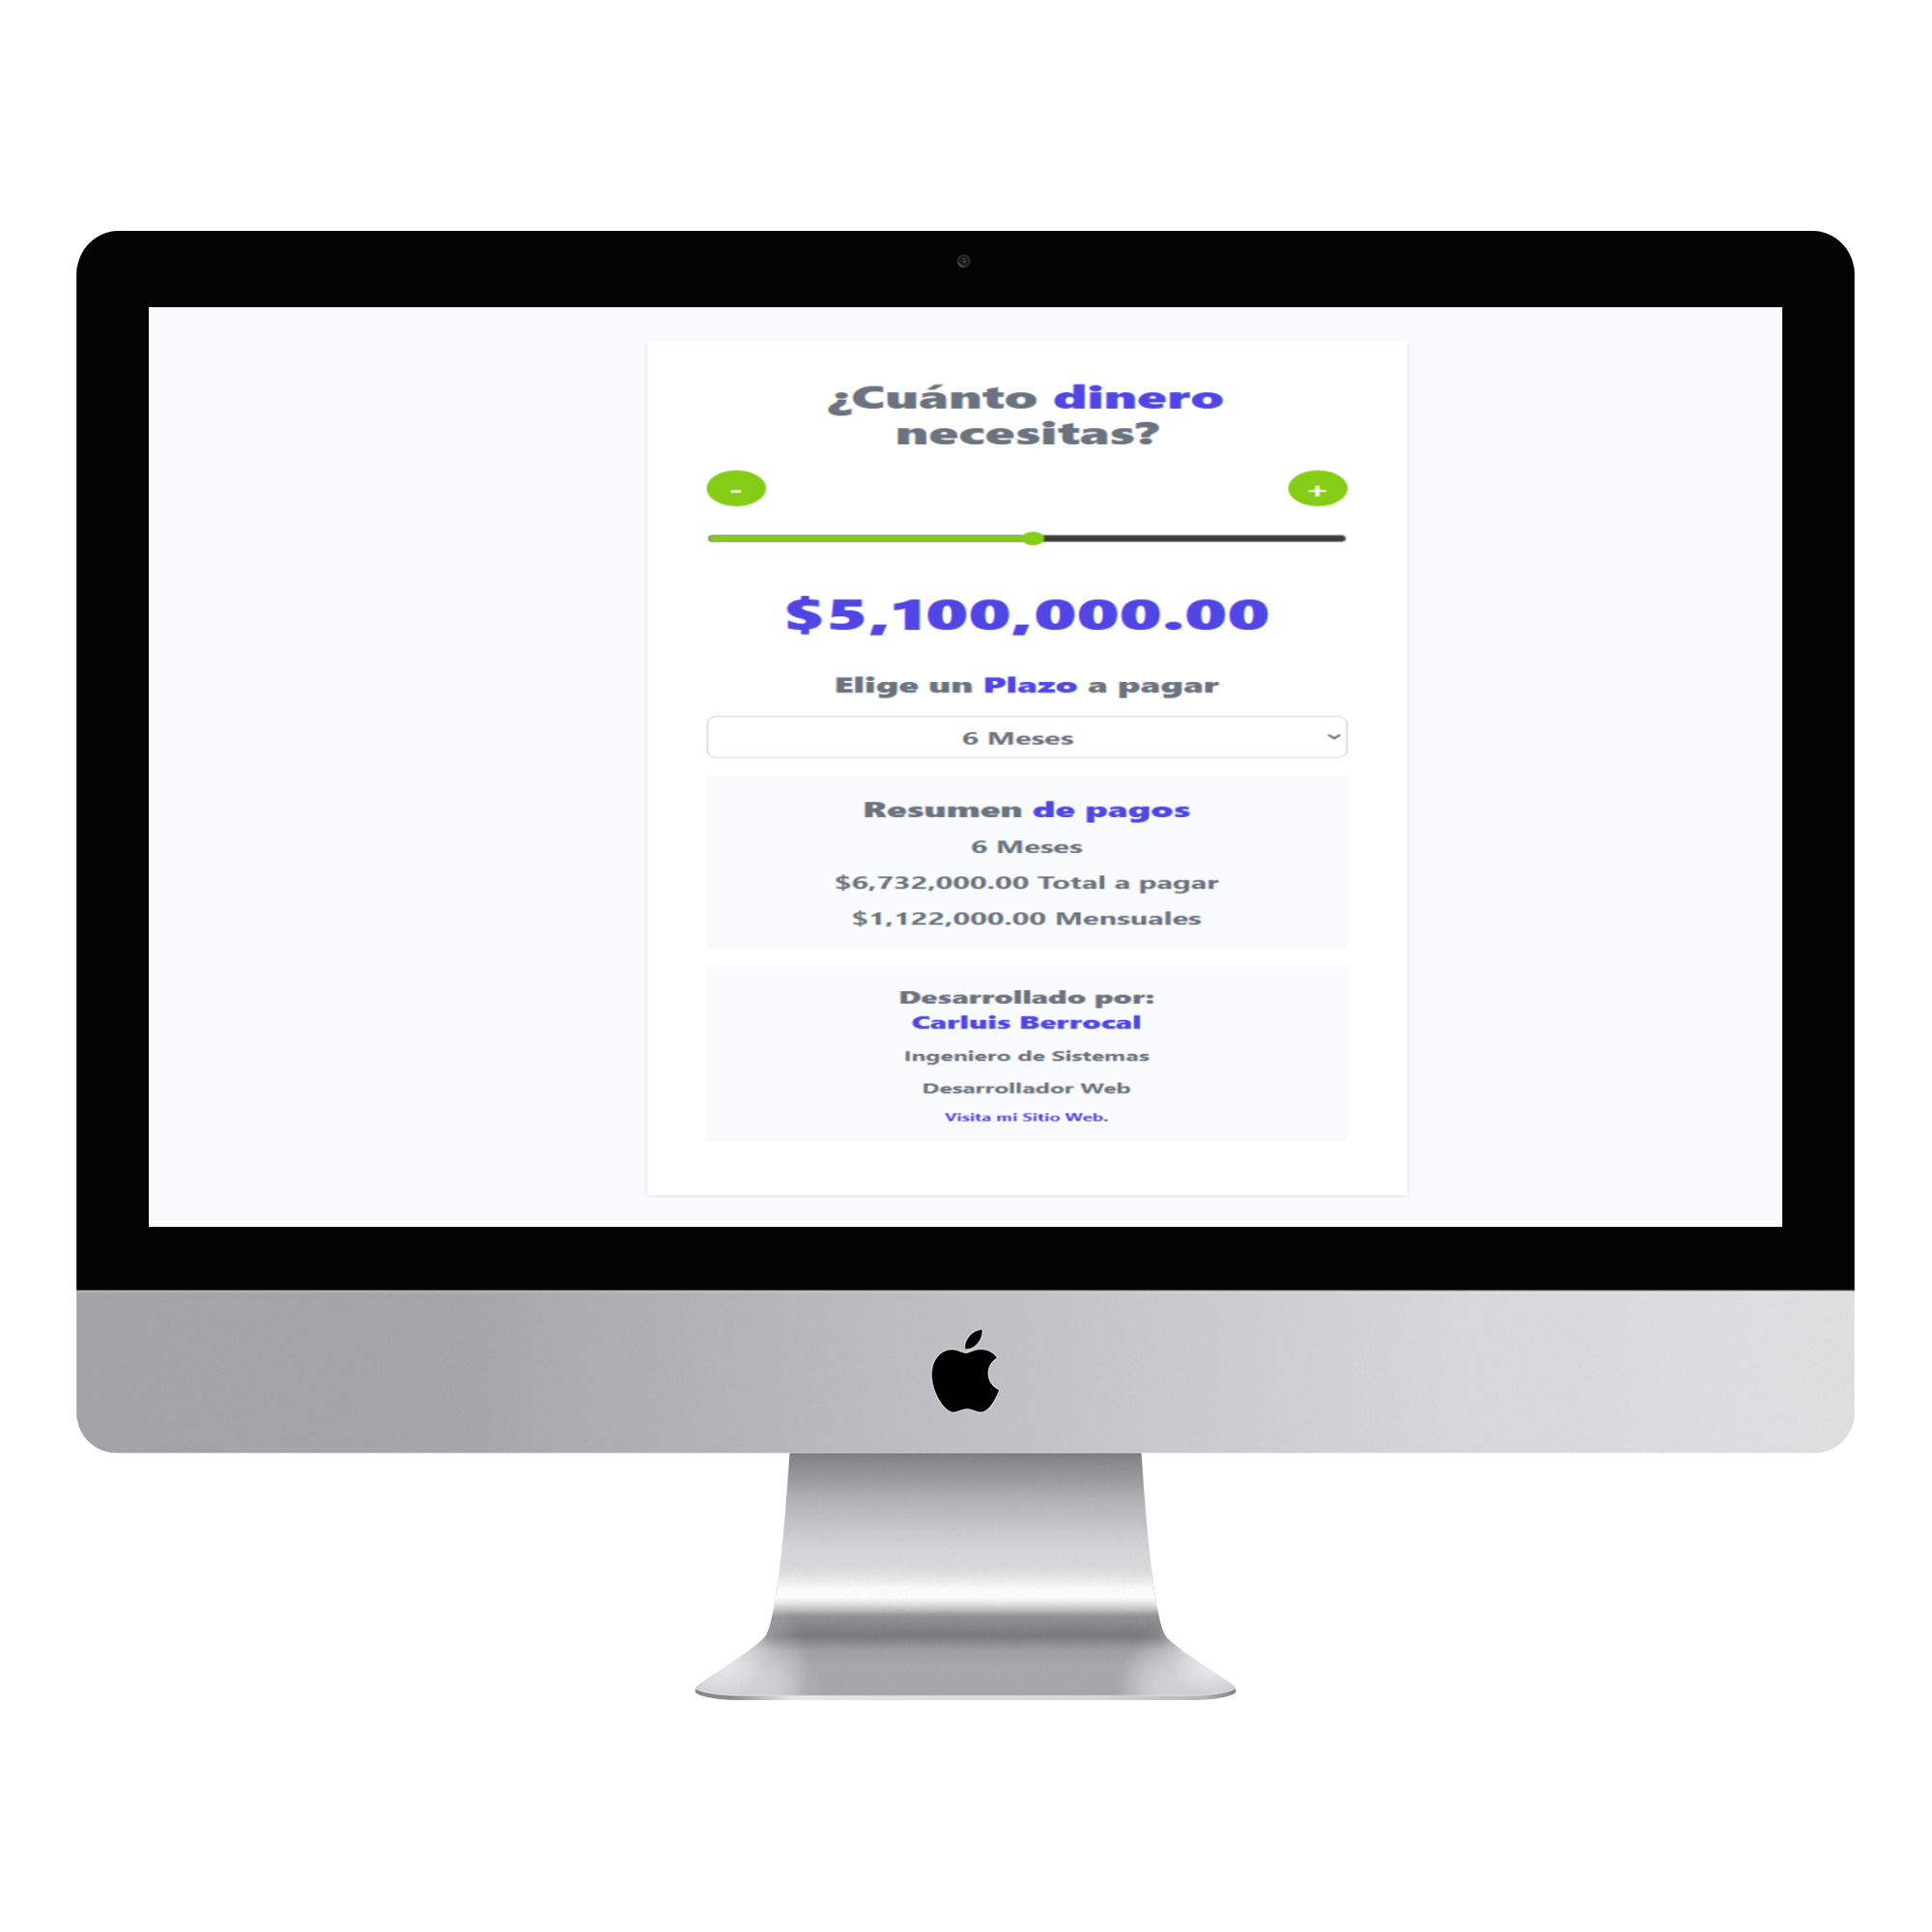 ¿Cuánto dinero
necesitas?
-
+
$5,100,000.00
Elige un Plazo a pagar
6 Meses
Resumen de pagos
6 Meses
$6,732,000.00 Total a pagar
$1,122,000.00 Mensuales
Desarrollado por:
Carluis Berrocal
Ingeniero de Sistemas
Desarrollador Web
Visita mi Sitio Web.